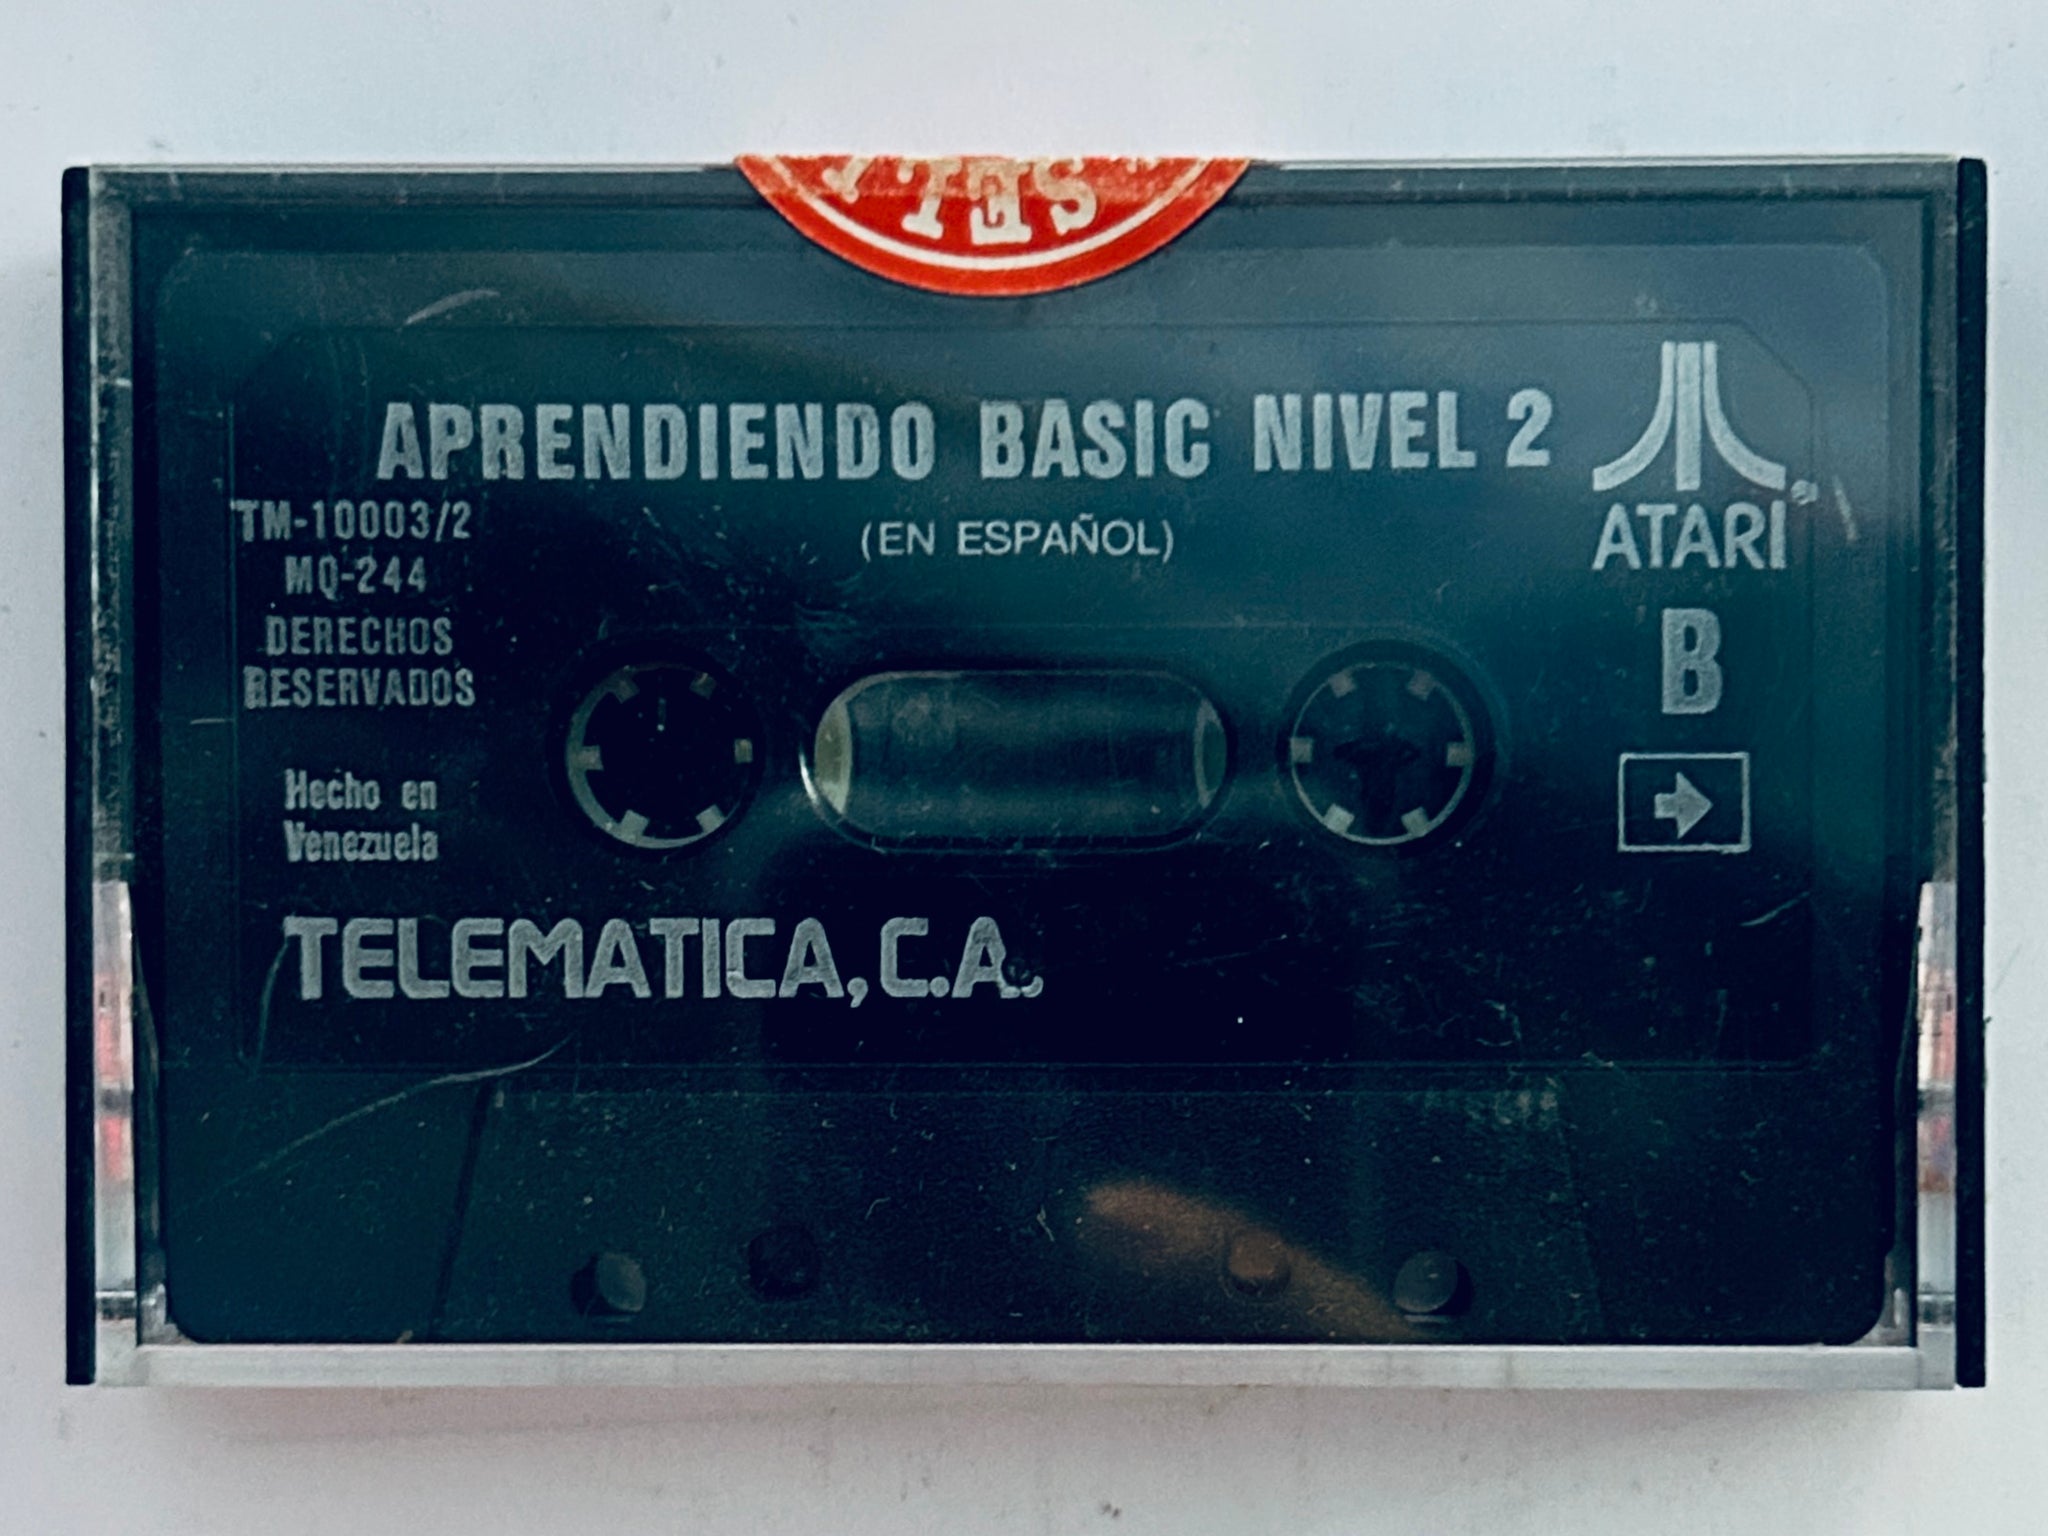 APRENDIENDO BASIC NIVEL 2
(EN ESPAÑOL)
ATARI
TM-10003/2
MQ-244
DERECHOS
RESERVADOS
B
Hecho en
Venezuela
TELEMATICA, C.A.